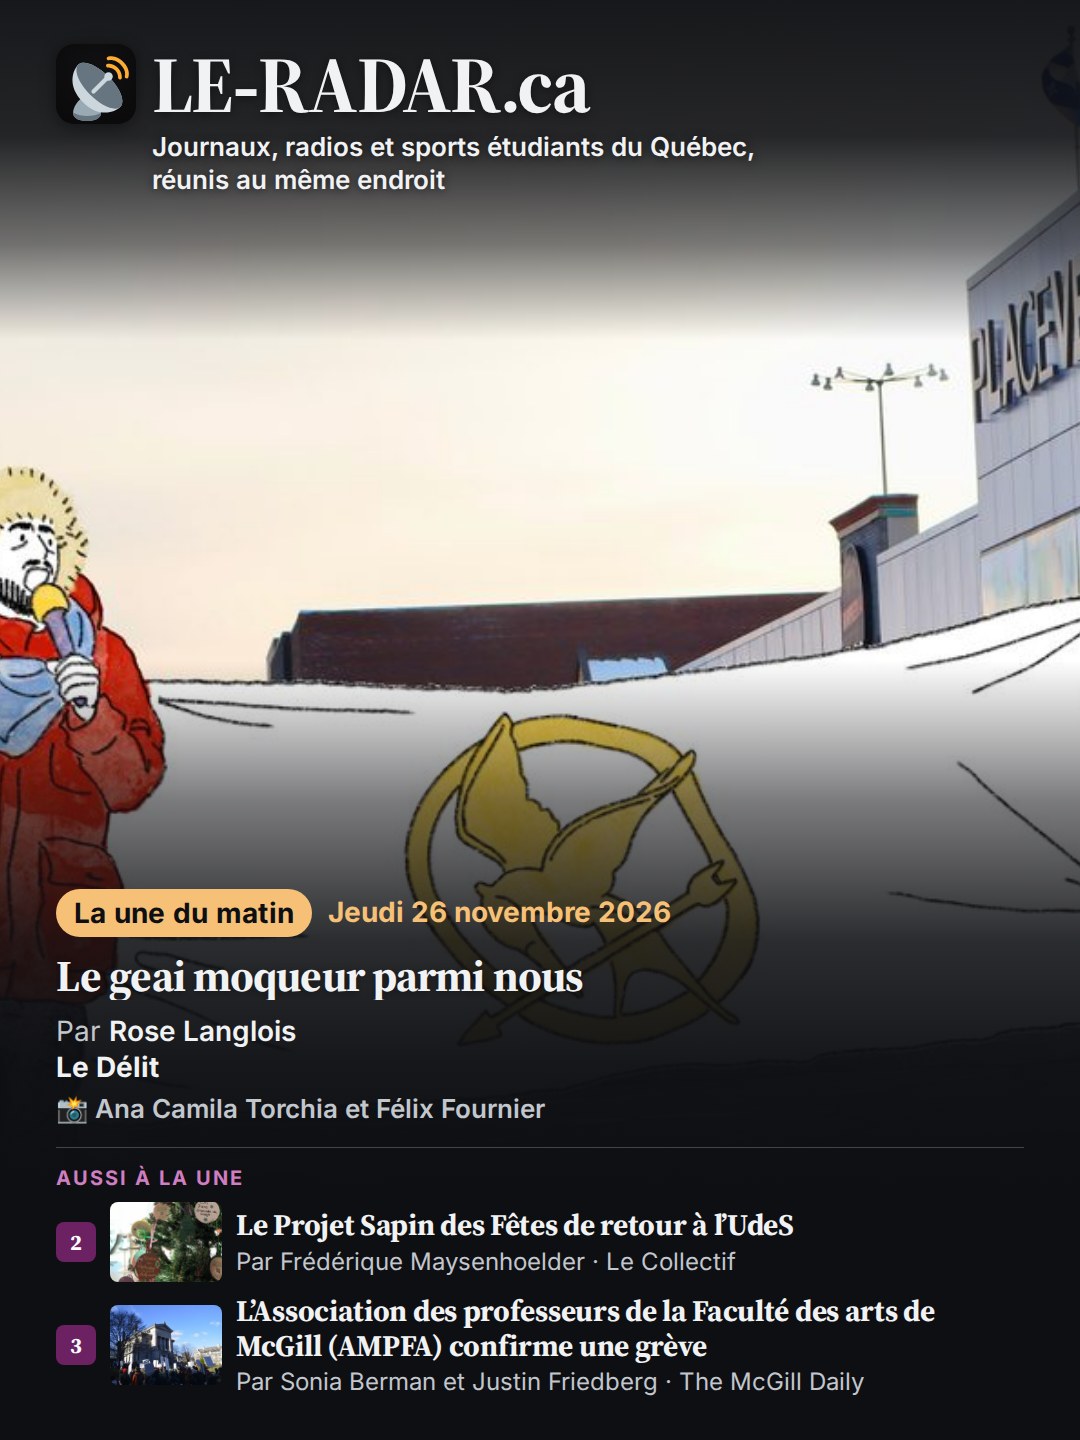 LE-RADAR.ca
Journaux, radios et sports étudiants du Québec,
réunis au même endroit
PLACE
La une du matin
Jeudi 26 novembre 2026
Le geai moqueur parmi nous
Par Rose Langlois
Le Délit
📸 Ana Camila Torchia et Félix Fournier
AUSSI À LA UNE
2
Le Projet Sapin des Fêtes de retour à l’UdeS
Par Frédérique Maysenhoelder · Le Collectif
3
L’Association des professeurs de la Faculté des arts de
McGill (AMPFA) confirme une grève
Par Sonia Berman et Justin Friedberg · The McGill Daily